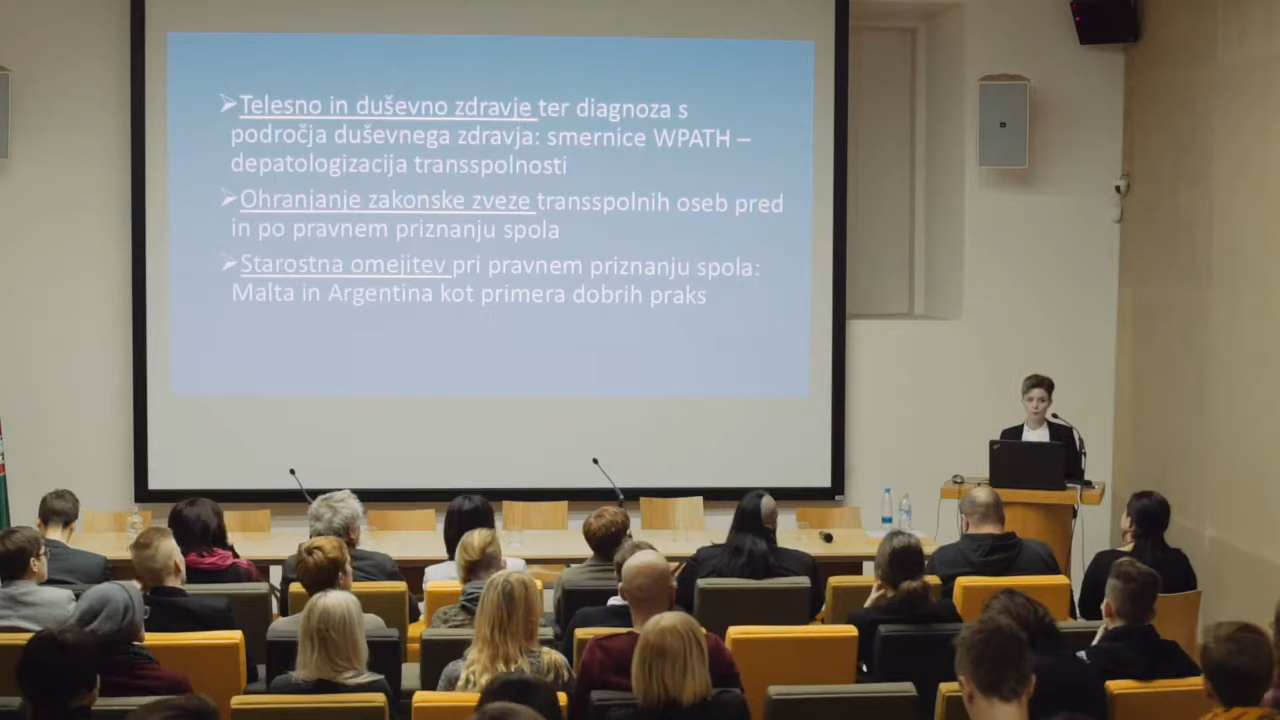 ➢Telesno in duševno zdravje ter diagnoza s
področja duševnega zdravja: smernice WPATH –
depatologizacija transspolnosti
➢Ohranjanje zakonske zveze transspolnih oseb pred
in po pravnem priznanju spola
➢Starostna omejitev pri pravnem priznanju spola:
Malta in Argentina kot primera dobrih praks